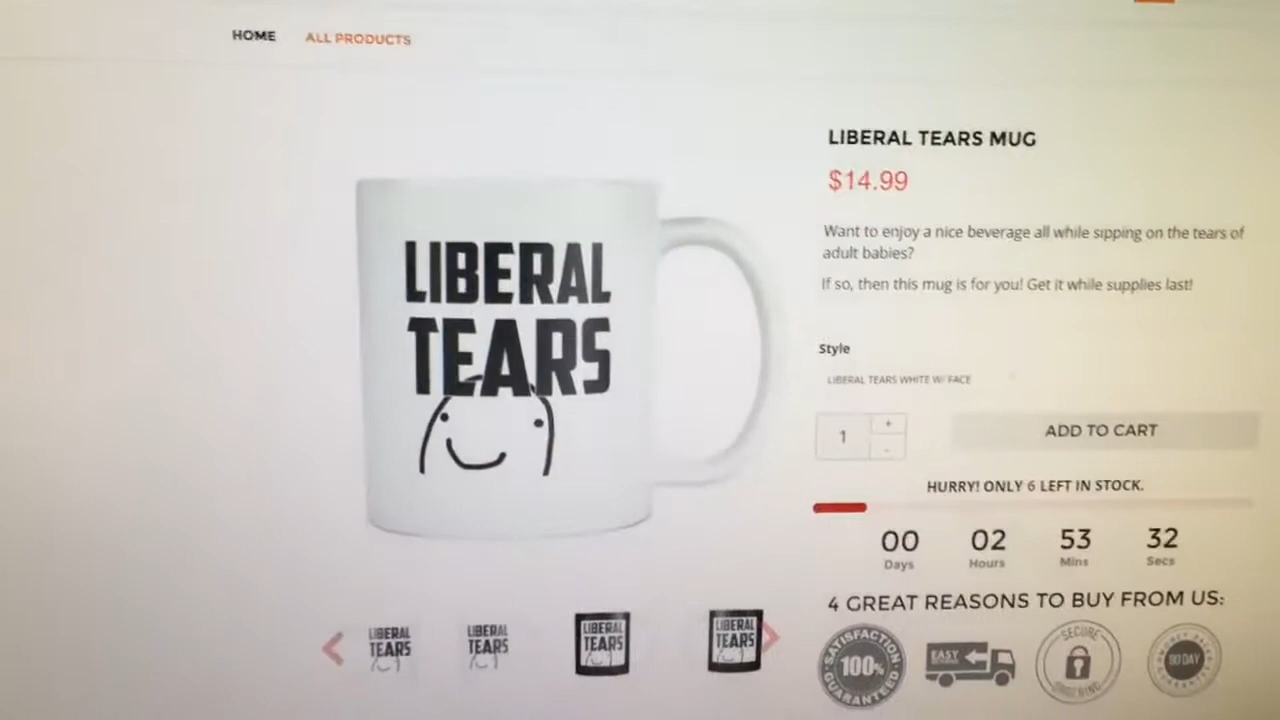 HOME
ALL PRODUCTS
LIBERAL TEARS MUG
$14.99
Want to enjoy a nice beverage all while sipping on the tears of
adult babies?
If so, then this mug is for you! Get it while supplies last!
LIBERAL
TEARS
Style
LIBERAL TEARS WHITE W/ FACE
1
+
-
ADD TO CART
HURRY! ONLY 6 LEFT IN STOCK.
00
02
53
32
Days
Hours
Mins
Secs
4 GREAT REASONS TO BUY FROM US:
LIBERAL
TEARS
LIBERAL
TEARS
LIBERAL
TEARS
LIBERAL
TEARS
SATISFACTION
100%
GUARANTEED
EASY
SECURE